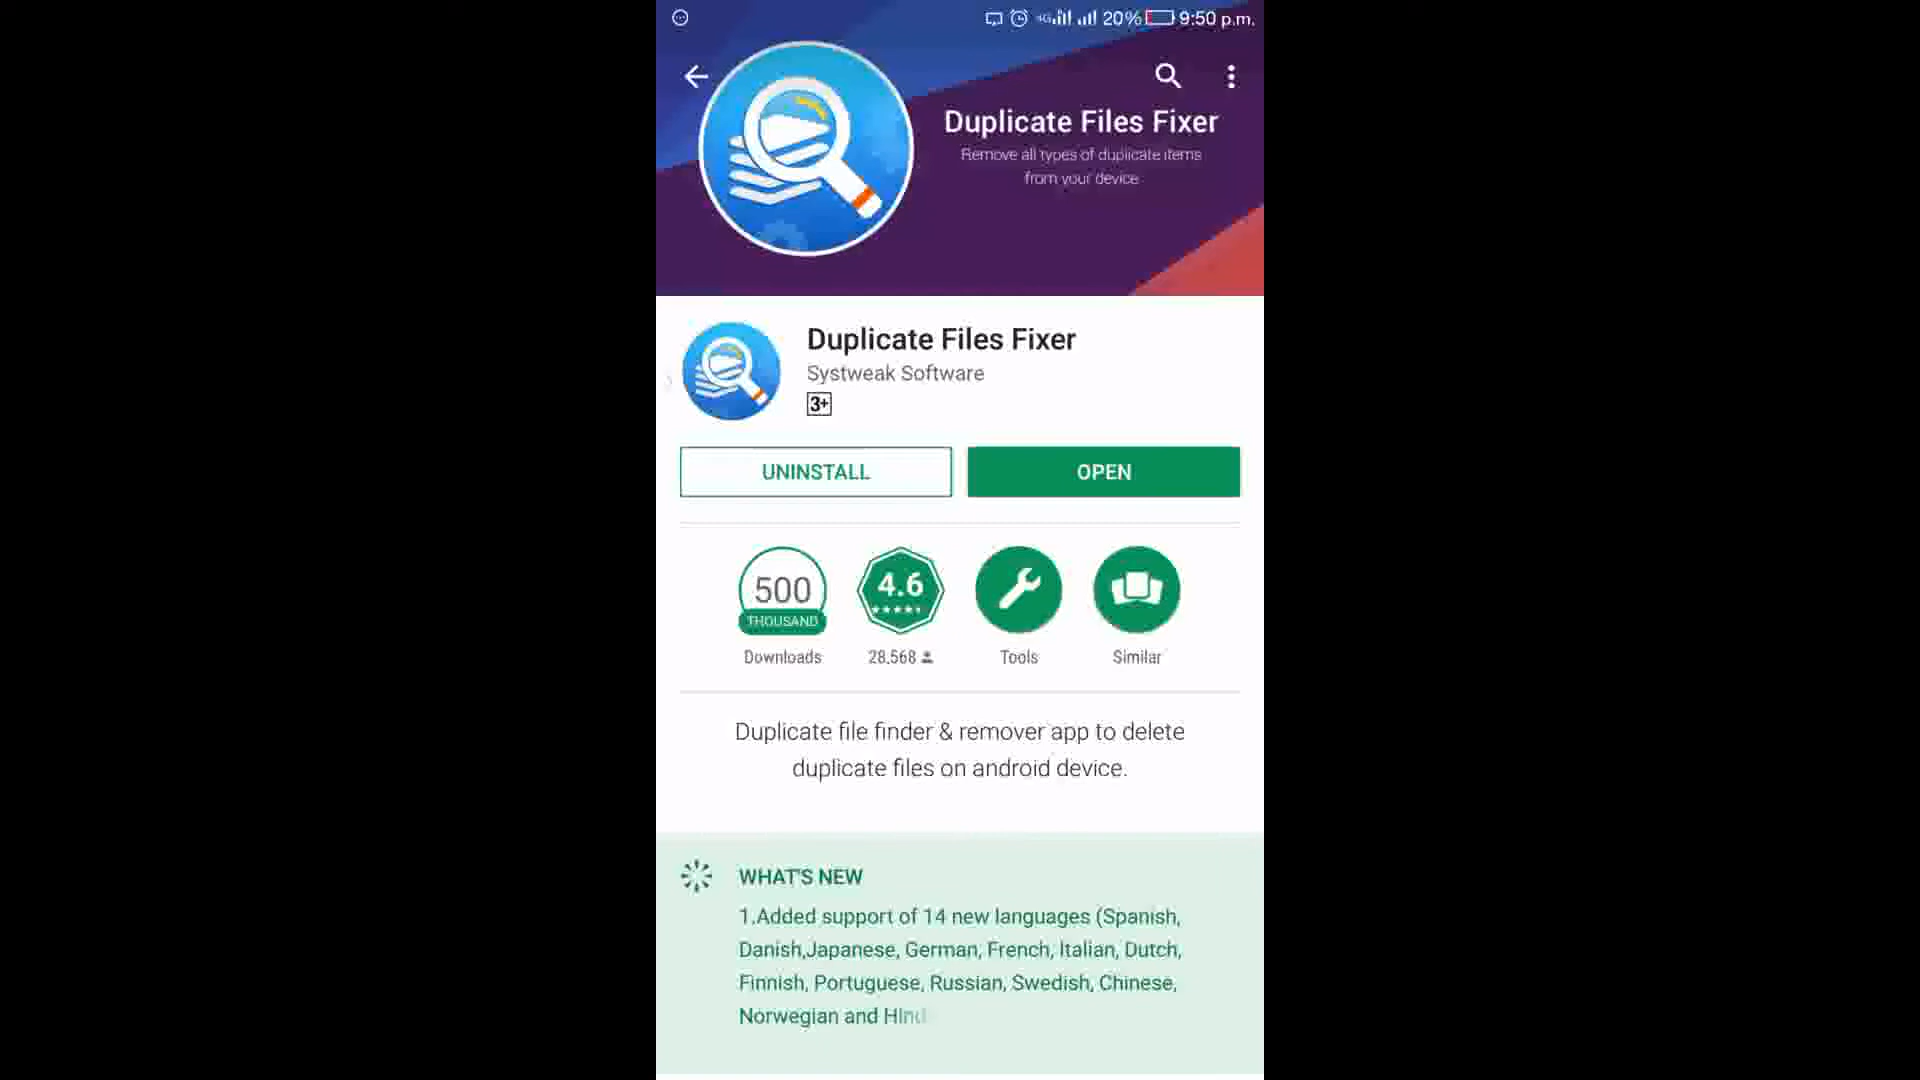 4G 20% 9:50 p.m.
Duplicate Files Fixer
Remove all types of duplicate items
from your device
Duplicate Files Fixer
Systweak Software
3+
UNINSTALL
OPEN
500
THOUSAND
4.6
Downloads
28,568
Tools
Similar
Duplicate file finder & remover app to delete
duplicate files on android device.
WHAT'S NEW
1.Added support of 14 new languages (Spanish,
Danish,Japanese, German, French, Italian, Dutch,
Finnish, Portuguese, Russian, Swedish, Chinese,
Norwegian and Hind